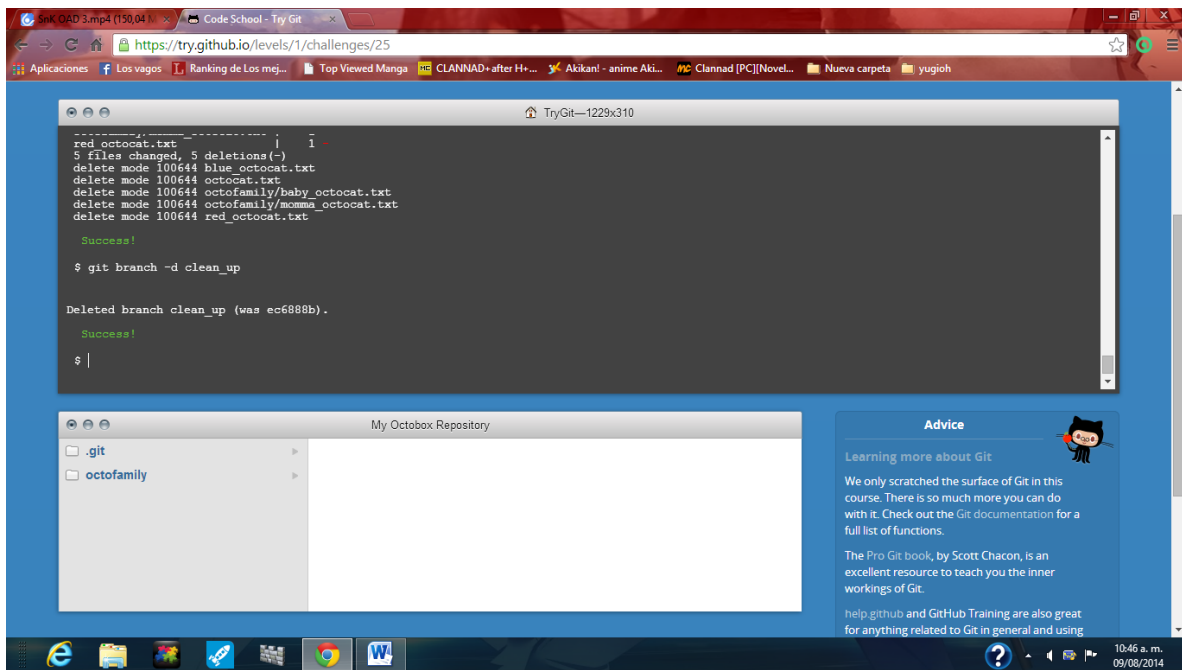 SnK OAD 3.mp4 (150,04 M
Code School - Try Git
https://try.github.io/levels/1/challenges/25
Aplicaciones
Los vagos
Ranking de Los mej...
Top Viewed Manga
CLANNAD+after H+...
Akikan! - anime Aki...
Clannad [PC][Novel...
Nueva carpeta
yugioh
TryGit—1229x310
red_octocat.txt | 1 -
5 files changed, 5 deletions(-)
delete mode 100644 blue_octocat.txt
delete mode 100644 octocat.txt
delete mode 100644 octofamily/baby_octocat.txt
delete mode 100644 octofamily/momma_octocat.txt
delete mode 100644 red_octocat.txt
Success!
$ git branch -d clean_up
Deleted branch clean_up (was ec6888b).
Success!
$
My Octobox Repository
.git
octofamily
Advice
Learning more about Git
We only scratched the surface of Git in this
course. There is so much more you can do
with it. Check out the Git documentation for a
full list of functions.
The Pro Git book, by Scott Chacon, is an
excellent resource to teach you the inner
workings of Git.
help.github and GitHub Training are also great
for anything related to Git in general and using
10:46 a. m.
09/08/2014